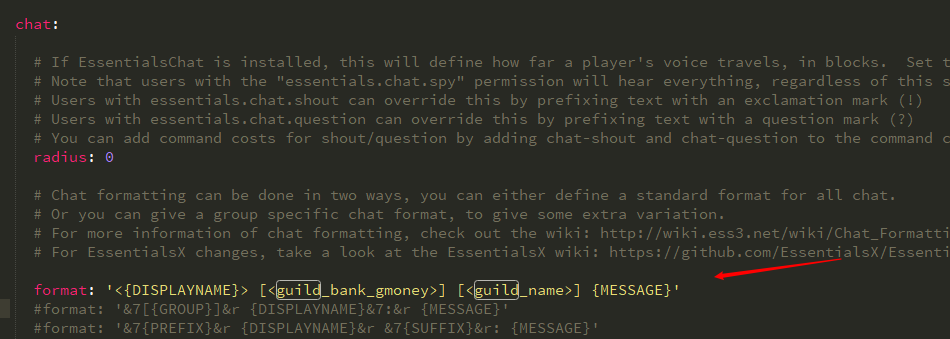 chat:
# If EssentialsChat is installed, this will define how far a player's voice travels, in blocks.  Set t
# Note that users with the "essentials.chat.spy" permission will hear everything, regardless of this s
# Users with essentials.chat.shout can override this by prefixing text with an exclamation mark (!)
# Users with essentials.chat.question can override this by prefixing text with a question mark (?)
# You can add command costs for shout/question by adding chat-shout and chat-question to the command c
radius: 0
# Chat formatting can be done in two ways, you can either define a standard format for all chat.
# Or you can give a group specific chat format, to give some extra variation.
# For more information of chat formatting, check out the wiki: http://wiki.ess3.net/wiki/Chat_Formatti
# For EssentialsX changes, take a look at the EssentialsX wiki: https://github.com/EssentialsX/Essenti
format: '<{DISPLAYNAME}> [<guild_bank_gmoney>] [<guild_name>] {MESSAGE}'
#format: '&7[{GROUP}]&r {DISPLAYNAME}&7:&r {MESSAGE}'
#format: '&7{PREFIX}&r {DISPLAYNAME}&r &7{SUFFIX}&r: {MESSAGE}'